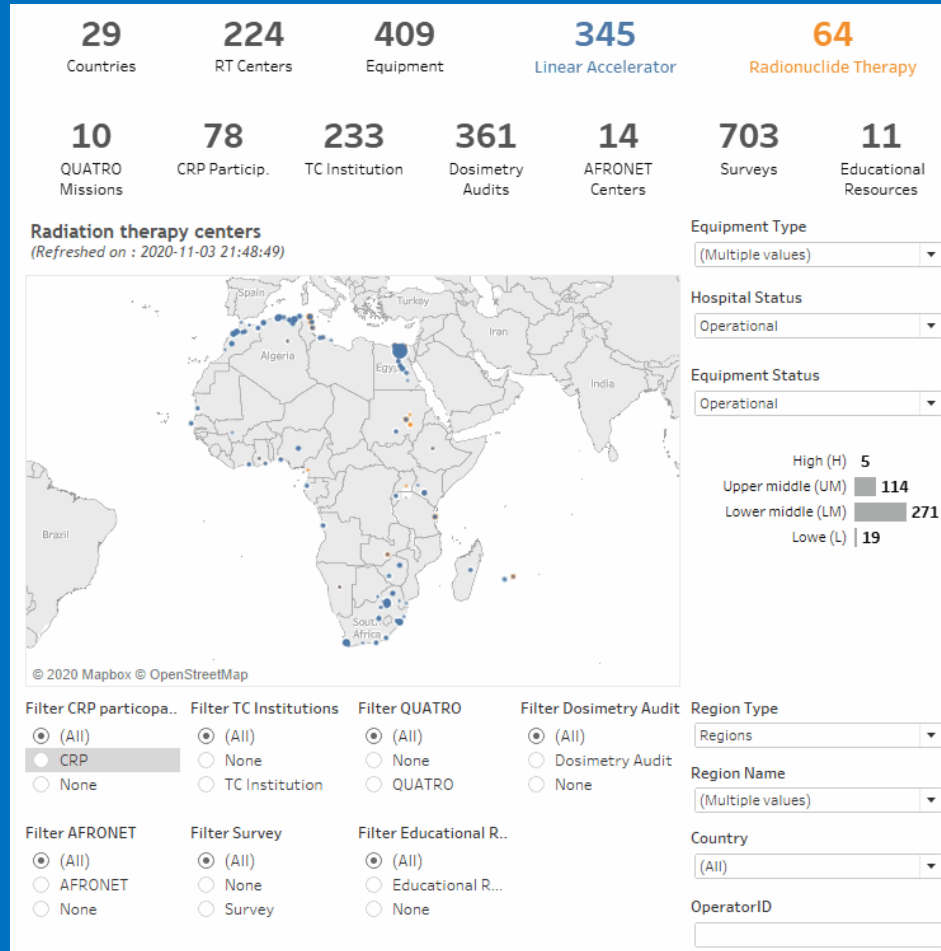 29 224 409 345 64
Countries RT Centers Equipment Linear Accelerator Radionuclide Therapy
10 78 233 361 14 703 11
QUATRO CRP Particip. TC Institution Dosimetry AFRONET Surveys Educational
Missions Audits Centers Resources
Radiation therapy centers
(Refreshed on : 2020-11-03 21:48:49)
Equipment Type
(Multiple values)
Hospital Status
Operational
Equipment Status
Operational
High (H) 5
Upper middle (UM) 114
Lower middle (LM) 271
Lowe (L) 19
Spain
Turkey
Iran
Algeria
Egy
India
Brazil
Sout
Africa
© 2020 Mapbox © OpenStreetMap
Filter CRP particopa.. Filter TC Institutions Filter QUATRO Filter Dosimetry Audit
(All) (All) (All) (All)
CRP None None Dosimetry Audit
None TC Institution QUATRO None
Filter AFRONET Filter Survey Filter Educational R..
(All) (All) (All)
AFRONET None Educational R...
None Survey None
Region Type
Regions
Region Name
(Multiple values)
Country
(All)
OperatorID